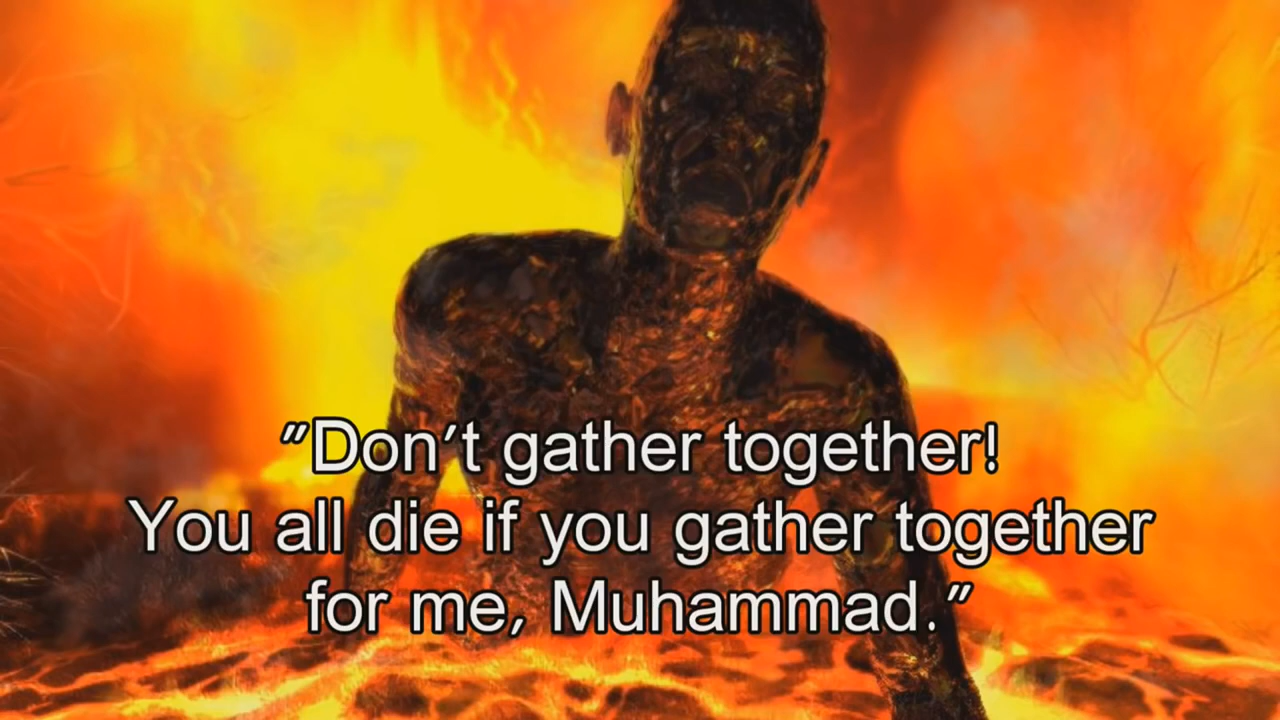 "Don't gather together!
You all die if you gather together
for me, Muhammad."